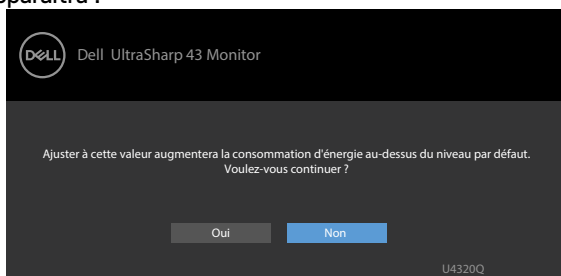 DELL
Dell UltraSharp 43 Monitor
Ajuster à cette valeur augmentera la consommation d'énergie au-dessus du niveau par défaut.
Voulez-vous continuer ?
Oui
Non
U4320Q